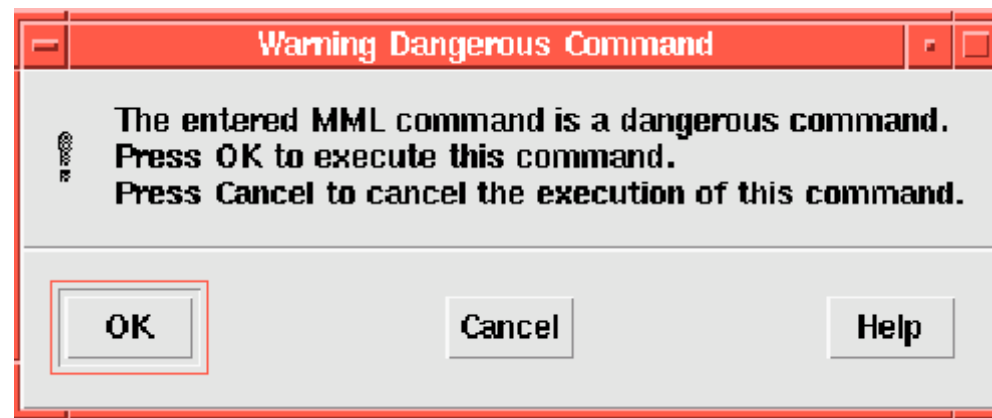 Warning Dangerous Command
The entered MML command is a dangerous command.
Press OK to execute this command.
Press Cancel to cancel the execution of this command.
OK Cancel Help